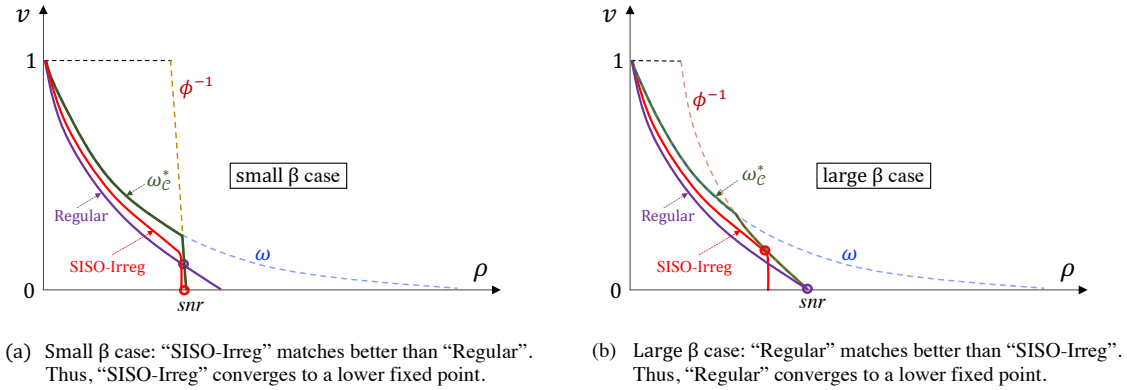 v
1
ϕ⁻¹
small β case
ω*_𝒞
Regular
SISO-Irreg
ω
ρ
0
snr
(a) Small β case: “SISO-Irreg” matches better than “Regular”.
Thus, “SISO-Irreg” converges to a lower fixed point.
v
1
ϕ⁻¹
large β case
ω*_𝒞
Regular
SISO-Irreg
ω
ρ
0
snr
(b) Large β case: “Regular” matches better than “SISO-Irreg”.
Thus, “Regular” converges to a lower fixed point.